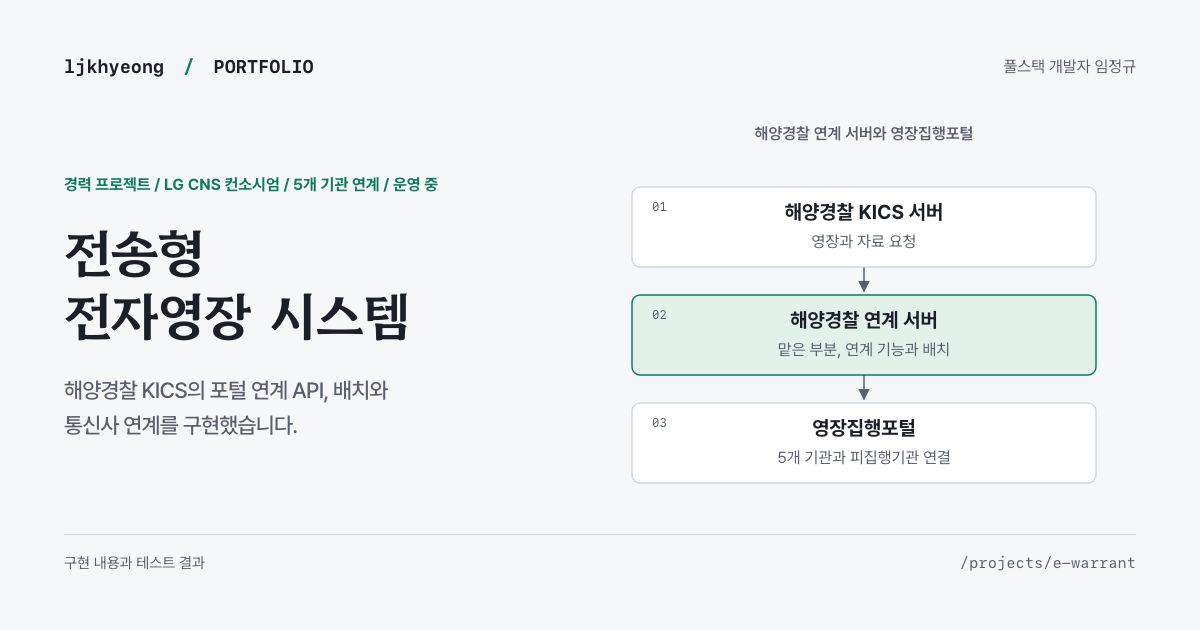 ljkhyeong / PORTFOLIO
풀스택 개발자 임정규
경력 프로젝트 / LG CNS 컨소시엄 / 5개 기관 연계 / 운영 중
전송형
전자영장 시스템
해양경찰 KICS의 포털 연계 API, 배치와
통신사 연계를 구현했습니다.
해양경찰 연계 서버와 영장집행포털
01
해양경찰 KICS 서버
영장과 자료 요청
02
해양경찰 연계 서버
맡은 부분, 연계 기능과 배치
03
영장집행포털
5개 기관과 피집행기관 연결
구현 내용과 테스트 결과
/projects/e-warrant